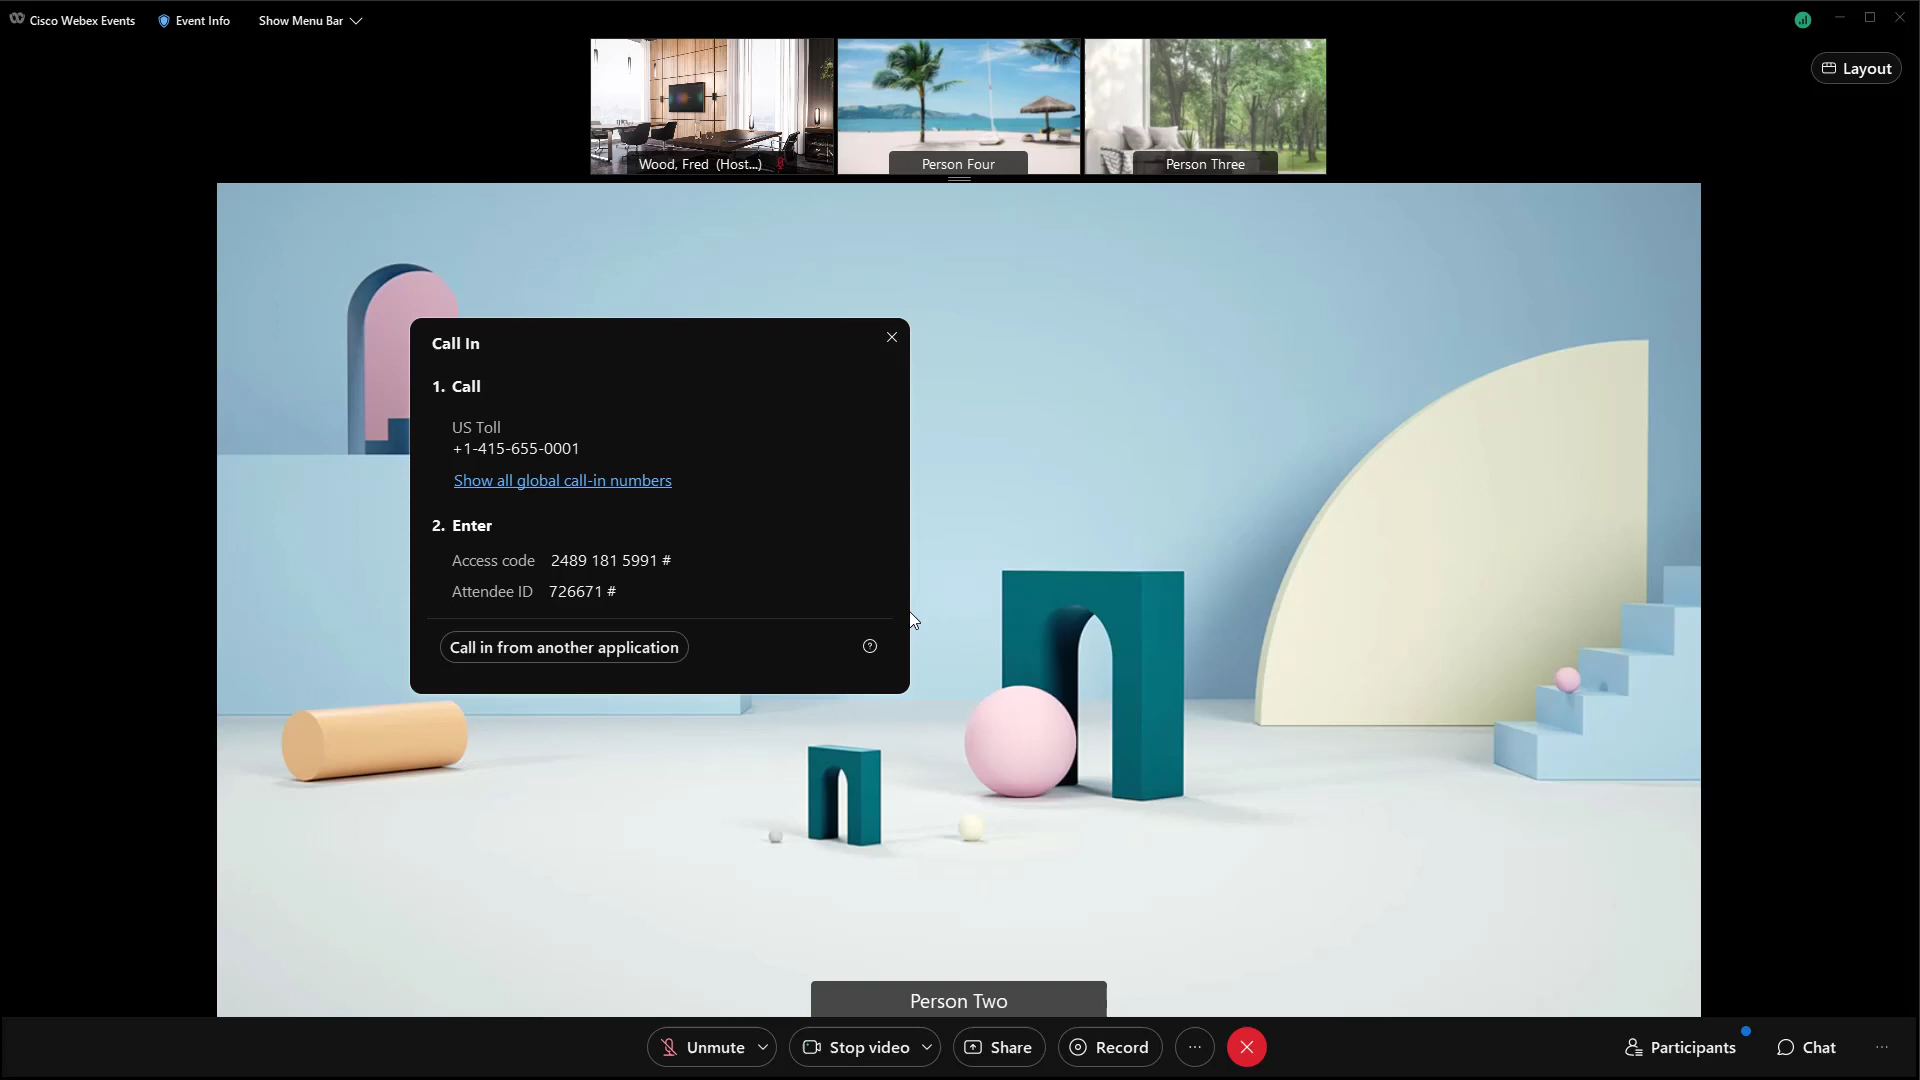 Cisco Webex Events
Event Info
Show Menu Bar
Layout
Wood, Fred (Host...)
Person Four
Person Three
Call In
1. Call
US Toll
+1-415-655-0001
Show all global call-in numbers
2. Enter
Access code 2489 181 5991 #
Attendee ID 726671 #
Call in from another application
Person Two
Unmute
Stop video
Share
Record
Participants
Chat